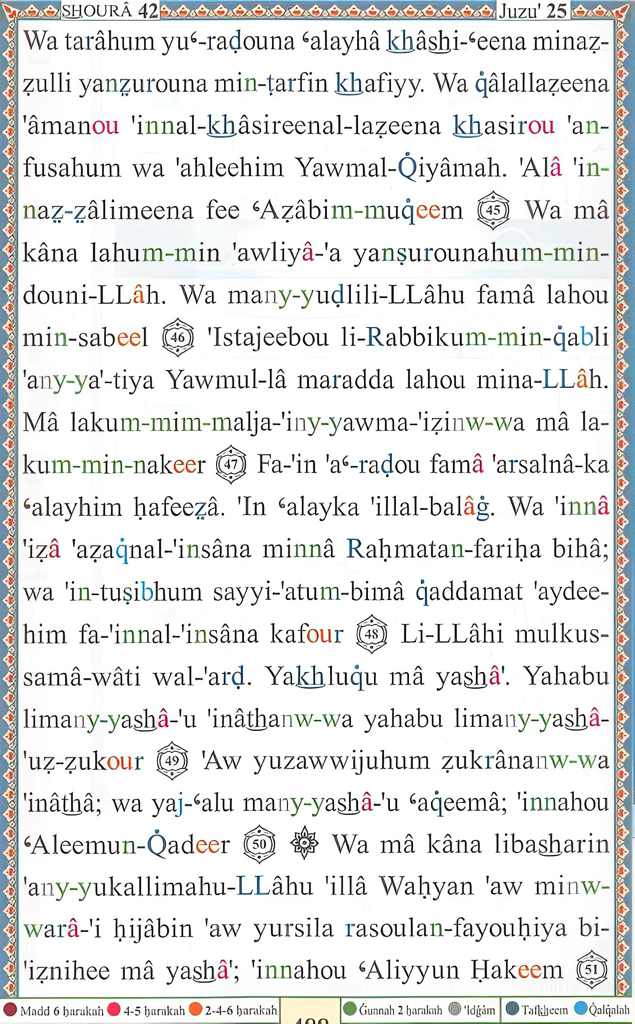 SHOURÂ 42 Juzu' 25
Wa tarâhum yuʻ-raḍouna ʻalayhâ khâshi-ʻeena minaẓ-
ẓulli yanẓurouna min-ṭarfin khafiyy. Wa q̇âlallaẓeena
'âmanou 'innal-khâsireenal-laẓeena khasirou 'an-
fusahum wa 'ahleehim Yawmal-Q̇iyâmah. 'Alâ 'in-
naẓ-ẓâlimeena fee ʻAẓâbim-muq̇eem 45 Wa mâ
kâna lahum-min 'awliyâ-'a yanṣurounahum-min-
douni-LLâh. Wa many-yuḍlili-LLâhu famâ lahou
min-sabeel 46 'Istajeebou li-Rabbikum-min-q̇abli
'any-ya'-tiya Yawmul-lâ maradda lahou mina-LLâh.
Mâ lakum-mim-malja-'iny-yawma-'iẓinw-wa mâ la-
kum-min-nakeer 47 Fa-'in 'aʻ-raḍou famâ 'arsalnâ-ka
ʻalayhim ḥafeeẓâ. 'In ʻalayka 'illal-balâġ. Wa 'innâ
'iẓâ 'aẓaq̇nal-'insâna minnâ Raḥmatan-fariḥa bihâ;
wa 'in-tuṣibhum sayyi-'atum-bimâ q̇addamat 'aydee-
him fa-'innal-'insâna kafour 48 Li-LLâhi mulkus-
samâ-wâti wal-'arḍ. Yakhluq̇u mâ yashâ'. Yahabu
limany-yashâ-'u 'inâthanw-wa yahabu limany-yashâ-
'uẓ-ẓukour 49 'Aw yuzawwijuhum ẓukrânanw-wa
'inâthâ; wa yaj-ʻalu many-yashâ-'u ʻaq̇eemâ; 'innahou
ʻAleemun-Q̇adeer 50 Wa mâ kâna libasharin
'any-yukallimahu-LLâhu 'illâ Waḥyan 'aw minw-
warâ-'i ḥijâbin 'aw yursila rasoulan-fayouḥiya bi-
'iẓnihee mâ yashâ'; 'innahou ʻAliyyun Ḥakeem 51
Madd 6 ḥarakah 4-5 ḥarakah 2-4-6 ḥarakah Ġunnah 2 ḥarakah 'Idġâm Tafkheem Q̇alq̇alah